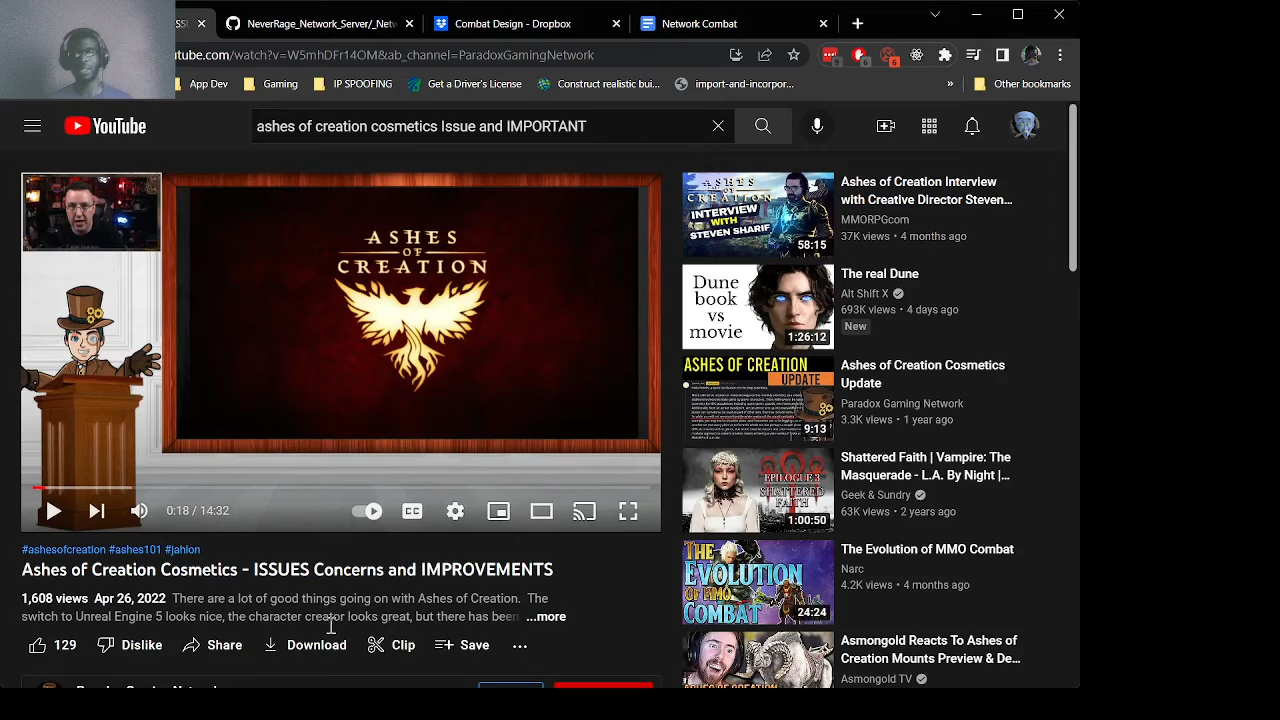 NeverRage_Network_Server/_Netw
Combat Design - Dropbox
Network Combat
tube.com/watch?v=W5mhDFr14OM&ab_channel=ParadoxGamingNetwork
App Dev
Gaming
IP SPOOFING
Get a Driver's License
Construct realistic bui...
import-and-incorpor...
Other bookmarks
YouTube
ashes of creation cosmetics Issue and IMPORTANT
ASHES
OF
CREATION
0:18 / 14:32
#ashesofcreation #ashes101 #jahlon
Ashes of Creation Cosmetics - ISSUES Concerns and IMPROVEMENTS
1,608 views Apr 26, 2022 There are a lot of good things going on with Ashes of Creation. The
switch to Unreal Engine 5 looks nice, the character creator looks great, but there has been ...more
129 Dislike Share Download Clip Save
ASHES
OF
CREATION
INTERVIEW
WITH
STEVEN SHARIF
58:15
Ashes of Creation Interview
with Creative Director Steven...
MMORPGcom
37K views • 4 months ago
Dune
book
vs
movie
1:26:12
The real Dune
Alt Shift X
693K views • 4 days ago
New
ASHES OF CREATION
UPDATE
9:13
Ashes of Creation Cosmetics
Update
Paradox Gaming Network
3.3K views • 1 year ago
EPILOGUE 3
SHATTERED
FAITH
1:00:50
Shattered Faith | Vampire: The
Masquerade - L.A. By Night |...
Geek & Sundry
63K views • 2 years ago
THE
EVOLUTION
OF MMO
COMBAT
24:24
The Evolution of MMO Combat
Narc
4.2K views • 4 months ago
Asmongold Reacts To Ashes of
Creation Mounts Preview & De...
Asmongold TV